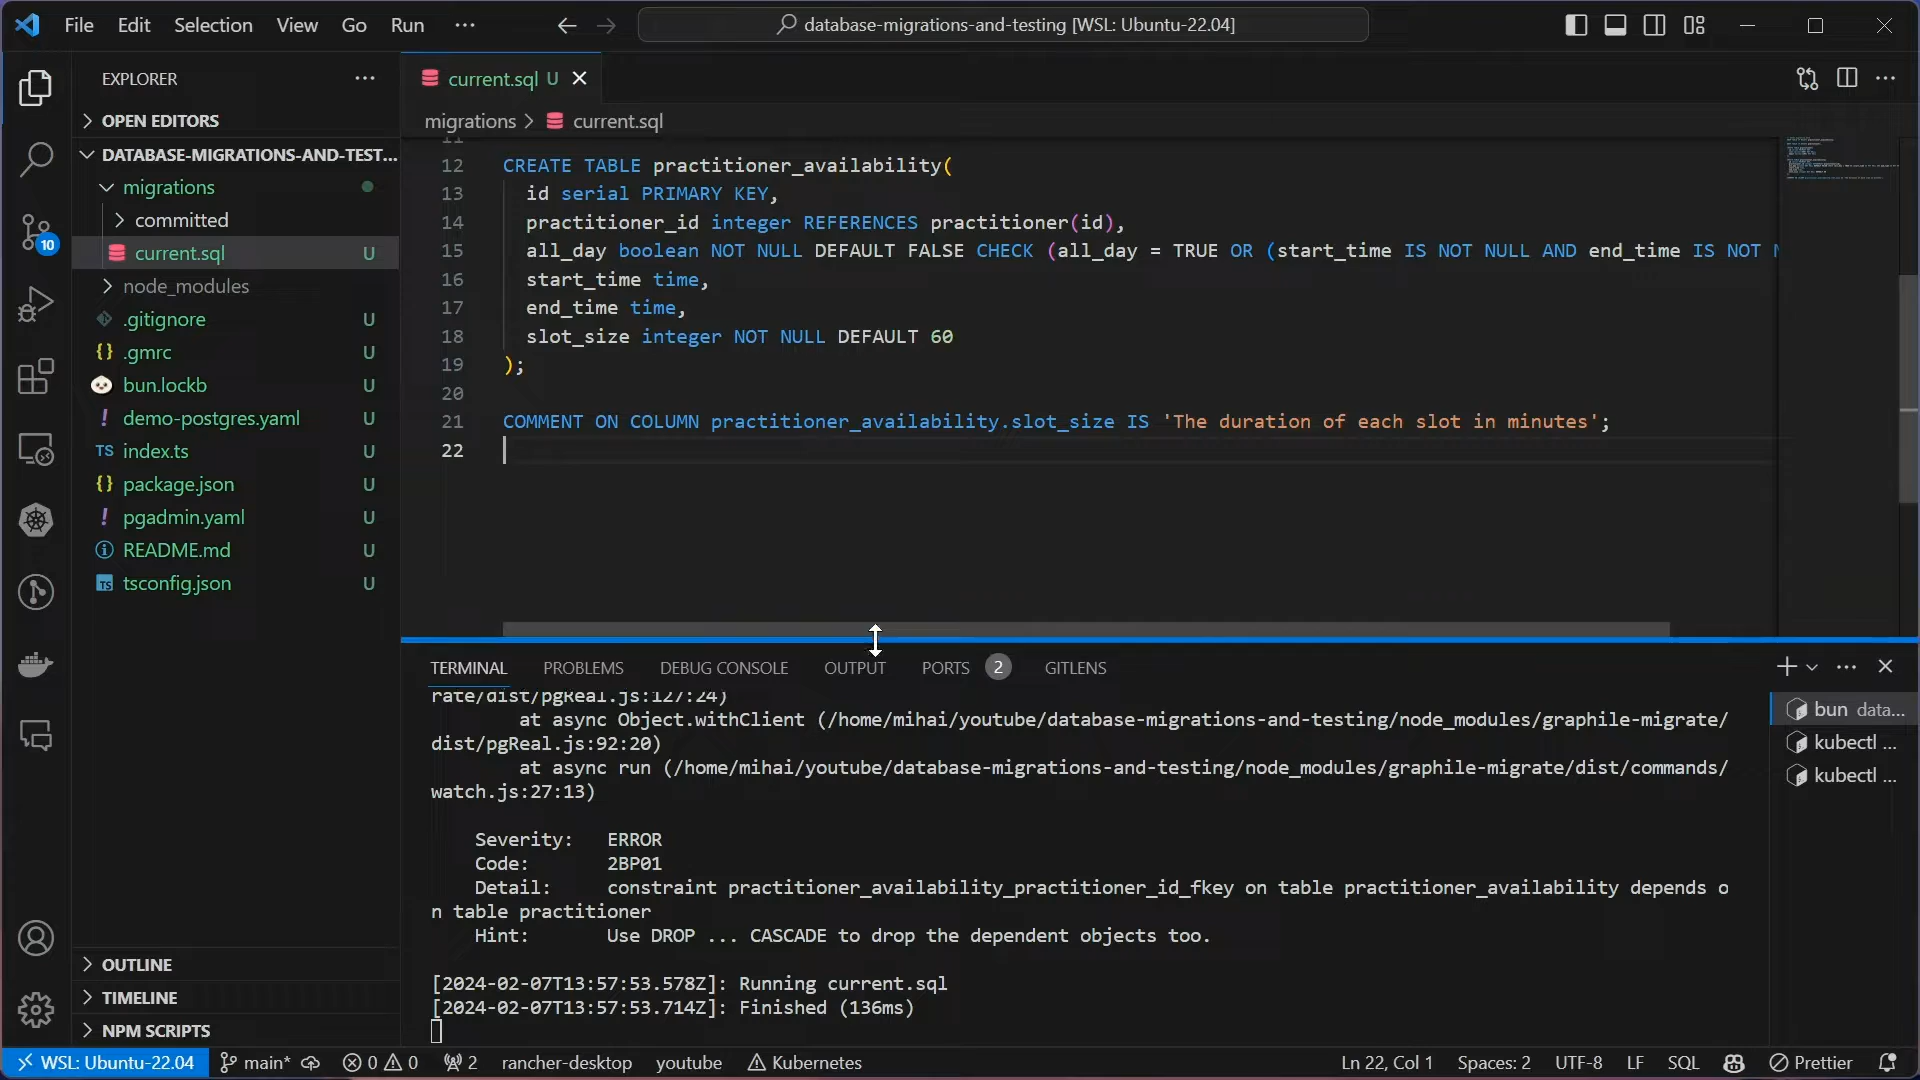 File Edit Selection View Go Run ···
database-migrations-and-testing [WSL: Ubuntu-22.04]
EXPLORER
OPEN EDITORS
DATABASE-MIGRATIONS-AND-TEST...
migrations
committed
current.sql U
node_modules
.gitignore U
.gmrc U
bun.lockb U
demo-postgres.yaml U
TS index.ts U
package.json U
pgadmin.yaml U
README.md U
TS tsconfig.json U
OUTLINE
TIMELINE
NPM SCRIPTS
10
current.sql U
migrations > current.sql
11
12 CREATE TABLE practitioner_availability(
13 id serial PRIMARY KEY,
14 practitioner_id integer REFERENCES practitioner(id),
15 all_day boolean NOT NULL DEFAULT FALSE CHECK (all_day = TRUE OR (start_time IS NOT NULL AND end_time IS NOT N
16 start_time time,
17 end_time time,
18 slot_size integer NOT NULL DEFAULT 60
19 );
20
21 COMMENT ON COLUMN practitioner_availability.slot_size IS 'The duration of each slot in minutes';
22
TERMINAL PROBLEMS DEBUG CONSOLE OUTPUT PORTS 2 GITLENS
rate/dist/pgReal.js:127:24)
at async Object.withClient (/home/mihai/youtube/database-migrations-and-testing/node_modules/graphile-migrate/
dist/pgReal.js:92:20)
at async run (/home/mihai/youtube/database-migrations-and-testing/node_modules/graphile-migrate/dist/commands/
watch.js:27:13)
Severity: ERROR
Code: 2BP01
Detail: constraint practitioner_availability_practitioner_id_fkey on table practitioner_availability depends o
n table practitioner
Hint: Use DROP ... CASCADE to drop the dependent objects too.
[2024-02-07T13:57:53.578Z]: Running current.sql
[2024-02-07T13:57:53.714Z]: Finished (136ms)
bun data...
kubectl ...
kubectl ...
WSL: Ubuntu-22.04 main* 0 0 2 rancher-desktop youtube Kubernetes Ln 22, Col 1 Spaces: 2 UTF-8 LF SQL Prettier